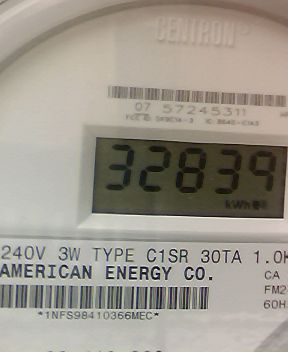 CENTRON®
07 57245311
32839
kWh
240V 3W TYPE C1SR 30TA 1.0K
AMERICAN ENERGY CO.
CA
FM2
60H
*1NFS98410366MEC*